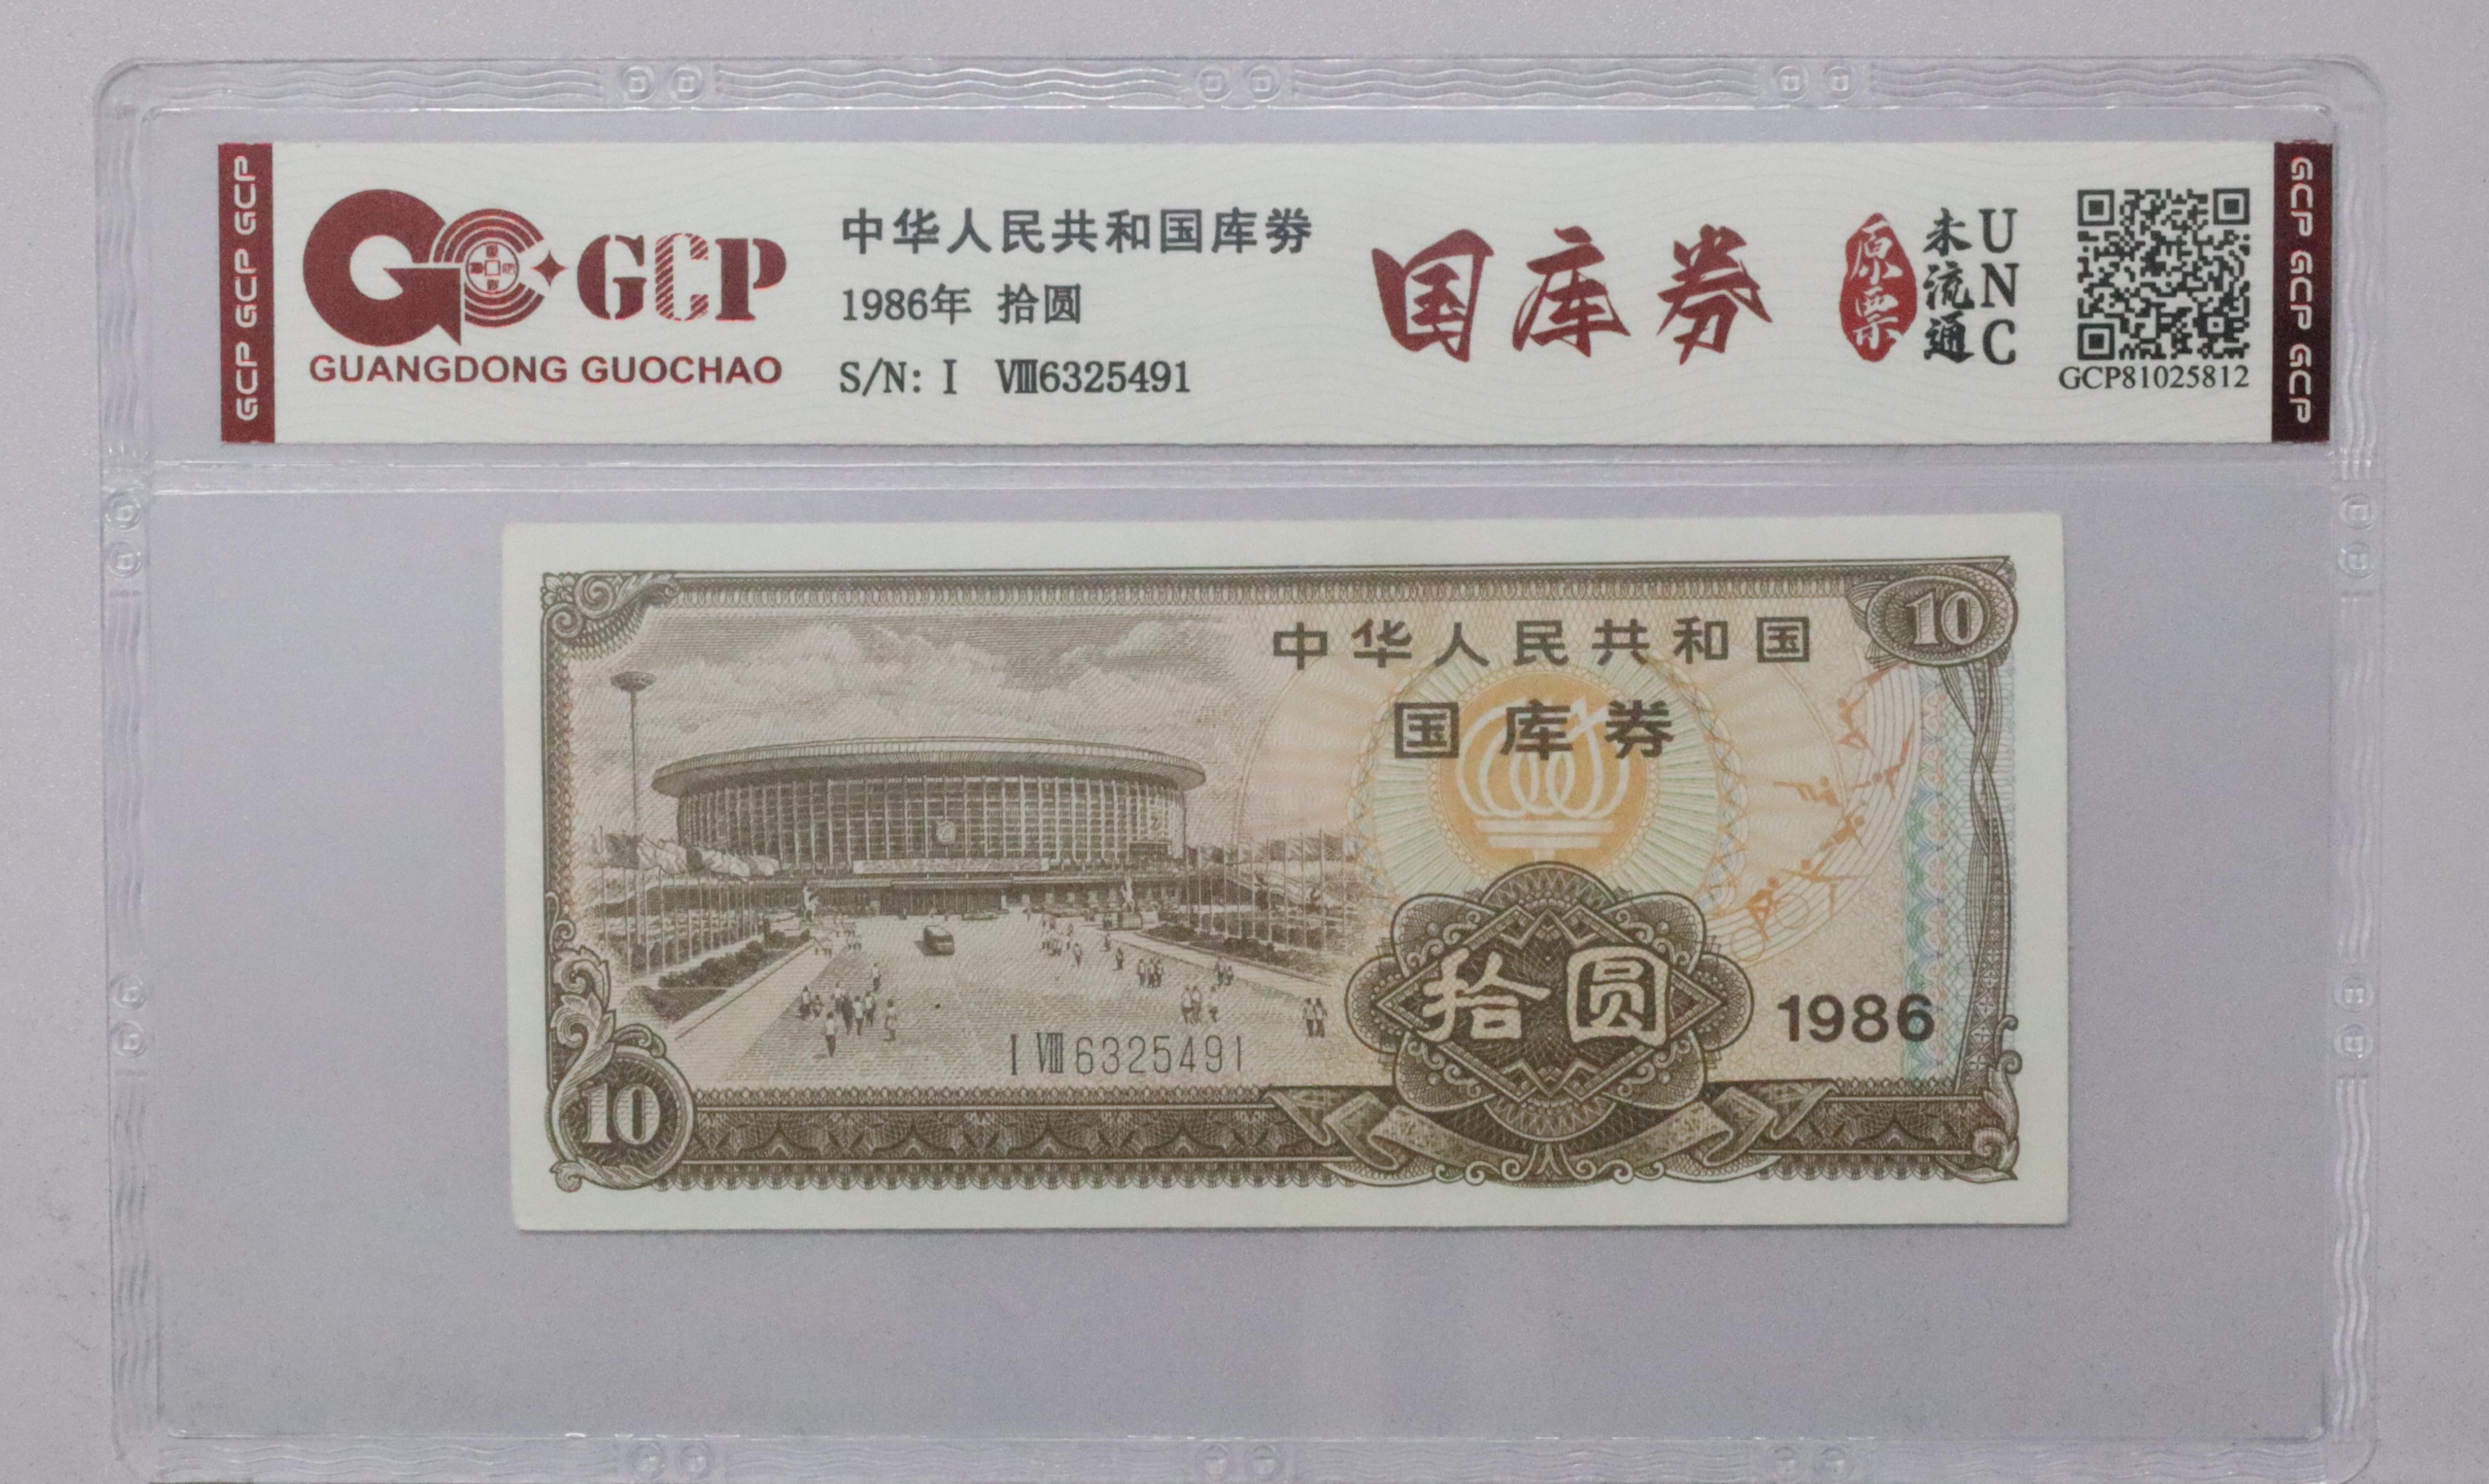 GCP GCP GCP
GCP
GUANGDONG GUOCHAO
中华人民共和国库券
1986年 拾圆
S/N: I Ⅷ6325491
国库券
原票
未流通
UNC
GCP81025812
GCP GCP GCP
中华人民共和国
国库券
10
拾圆
1986
I Ⅷ 6325491
10